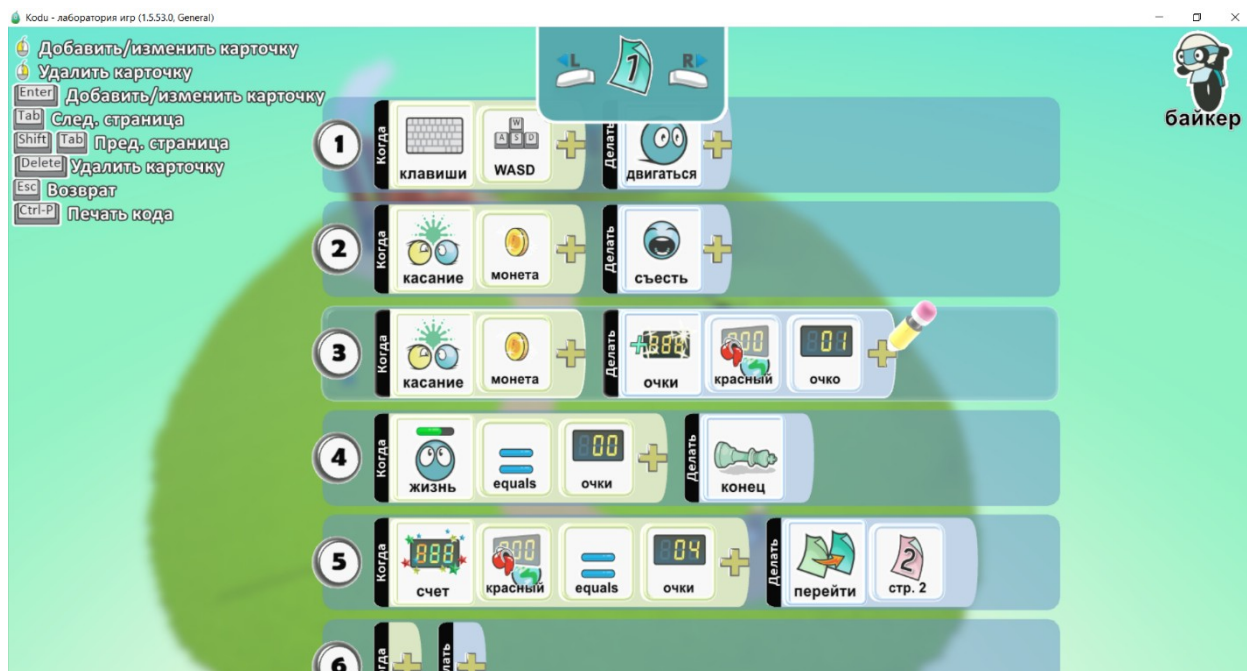 Kodu - лаборатория игр (1.5.53.0, General)
Добавить/изменить карточку
Удалить карточку
Enter Добавить/изменить карточку
Tab След. страница
Shift Tab Пред. страница
Delete Удалить карточку
Esc Возврат
Ctrl-P Печать кода
L 1 R
байкер
1 Когда клавиши W A S D WASD Делать двигаться
2 Когда касание монета Делать съесть
3 Когда касание монета Делать +888 очки 000 красный 01 очко
4 Когда жизнь equals 00 очки Делать конец
5 Когда 888 счет 000 красный equals 04 очки Делать перейти 2 стр. 2
6